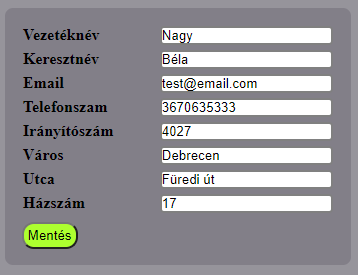 Vezetéknév Nagy
Keresztnév Béla
Email test@email.com
Telefonszam 3670635333
Irányítószám 4027
Város Debrecen
Utca Füredi út
Házszám 17
Mentés